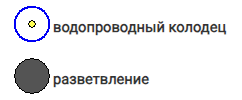 водопроводный колодец
разветвление